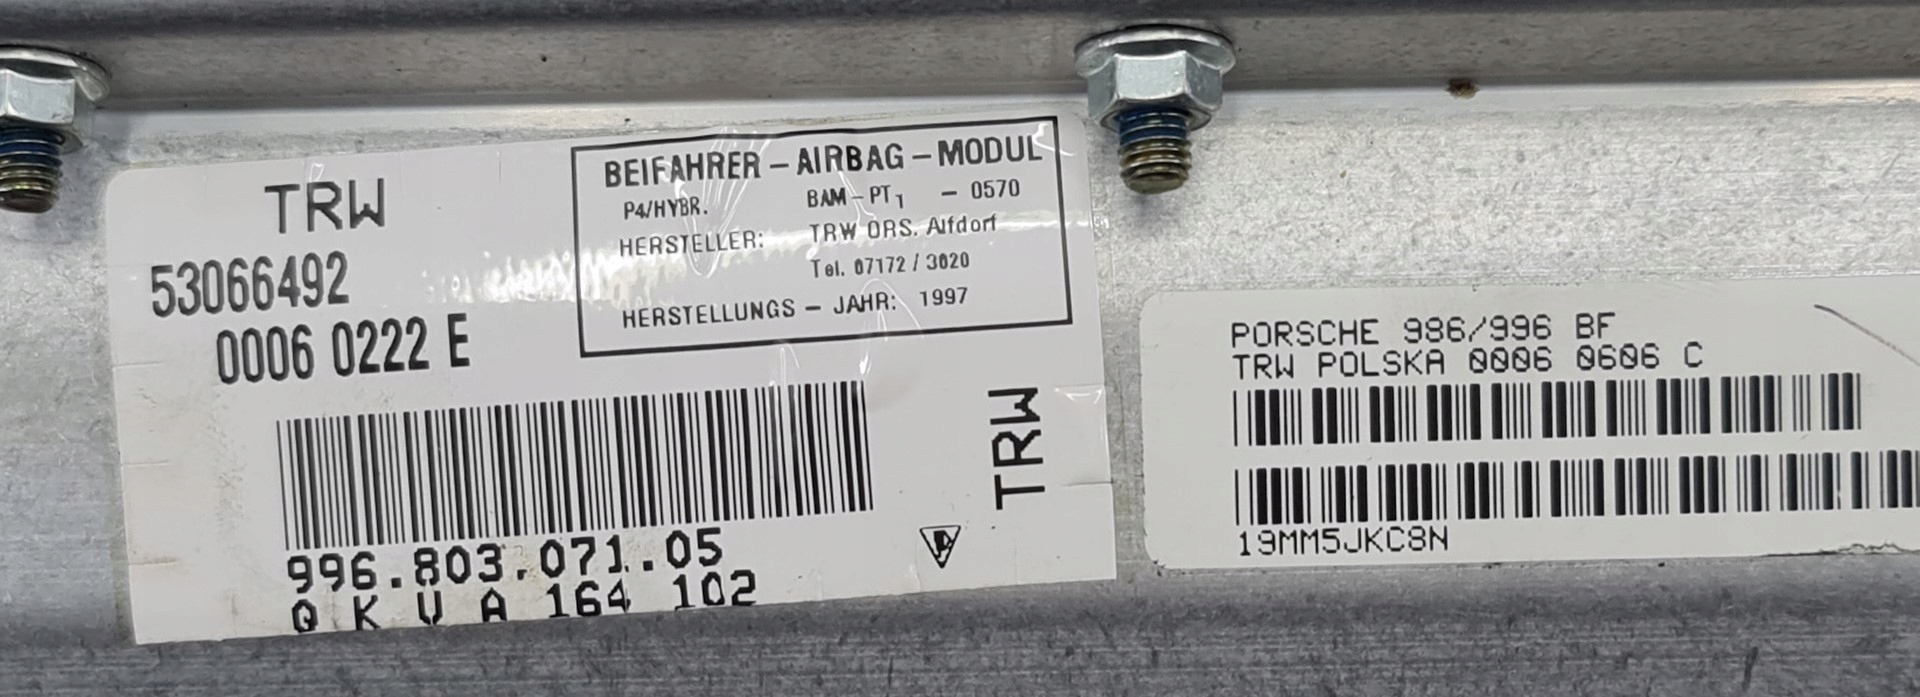 TRW
53066492
0006 0222 E
BEIFAHRER – AIRBAG – MODUL
P4/HYBR. BAM – PT1 – 0570
HERSTELLER: TRW ORS. Alfdorf
Tel. 07172 / 3020
HERSTELLUNGS – JAHR: 1997
TRW
996.803.071.05
Q K V A 164 102
PORSCHE 986/996 BF
TRW POLSKA 0006 0606 C
19MM5JKC8N